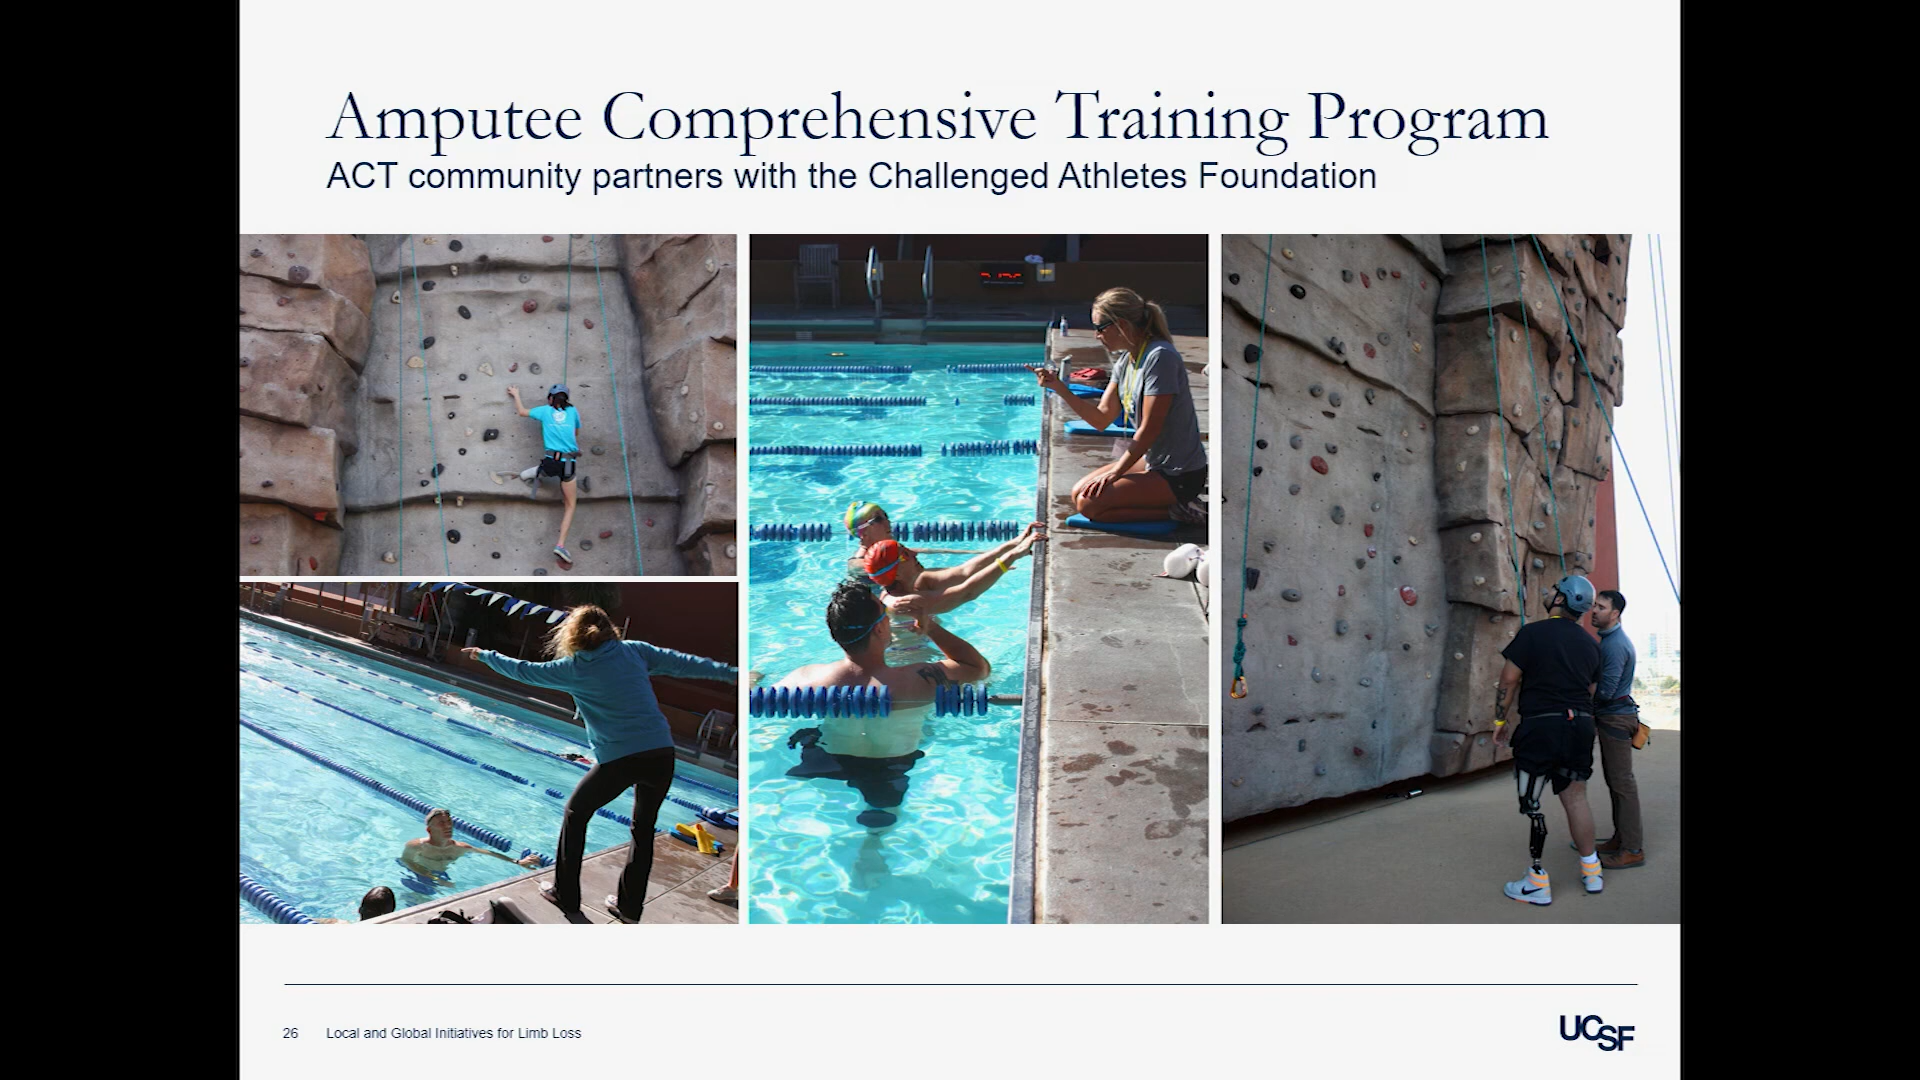 Amputee Comprehensive Training Program
ACT community partners with the Challenged Athletes Foundation
26 Local and Global Initiatives for Limb Loss
UCSF